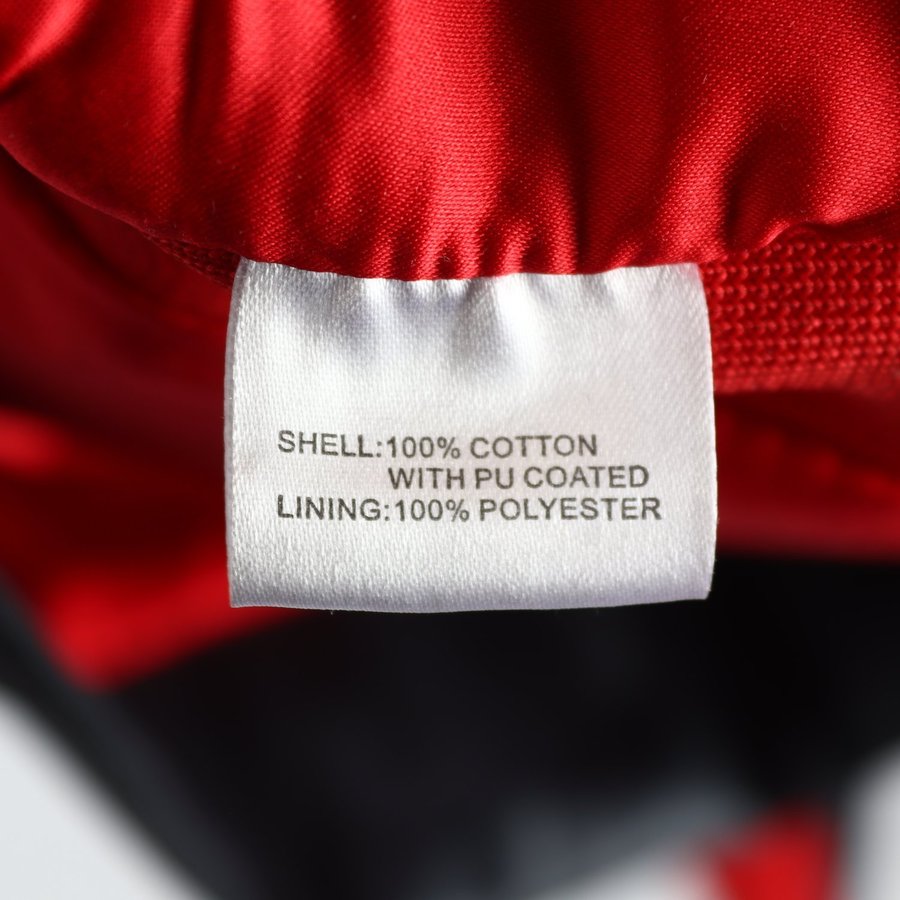 SHELL:100% COTTON
WITH PU COATED
LINING:100% POLYESTER